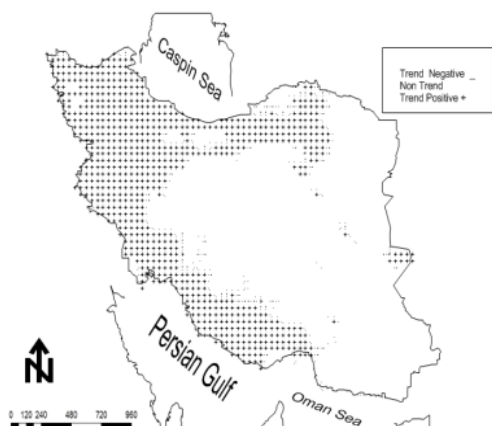 Caspin Sea
Trend Negative _
Non Trend
Trend Positive +
Persian Gulf
Oman Sea
N
0 120 240 480 720 960